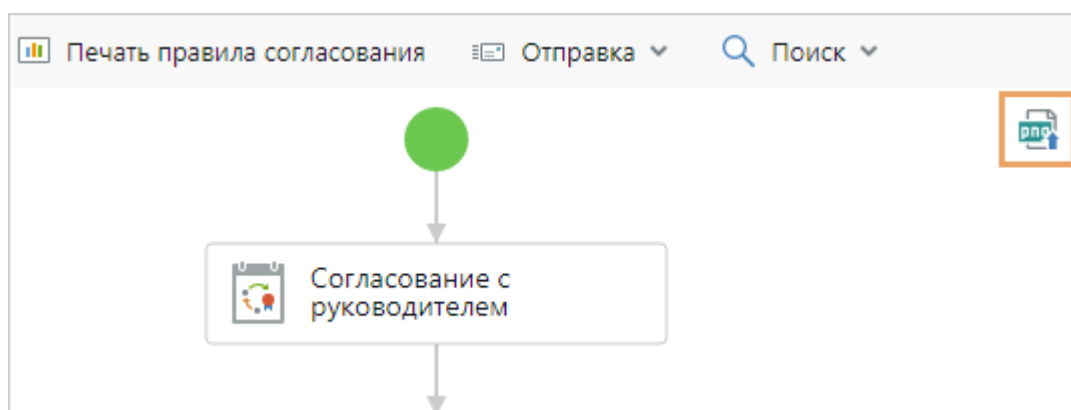 Печать правила согласования Отправка Поиск
png
Согласование с
руководителем